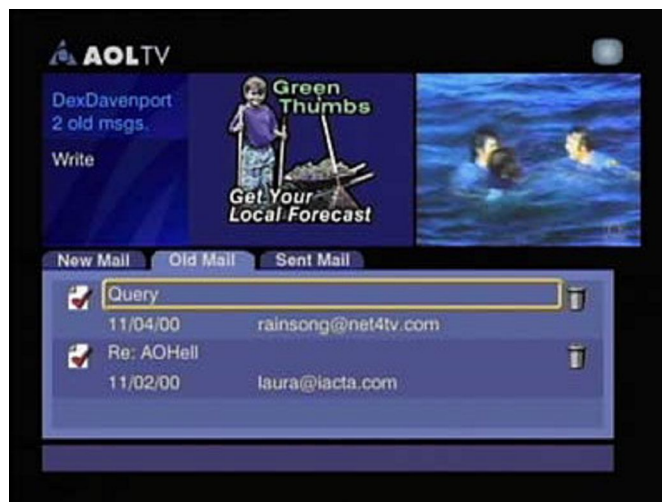 AOLTV
DexDavenport
2 old msgs.
Write
Green
Thumbs
Get Your
Local Forecast
New Mail
Old Mail
Sent Mail
Query
11/04/00 rainsong@net4tv.com
Re: AOHell
11/02/00 laura@iacta.com